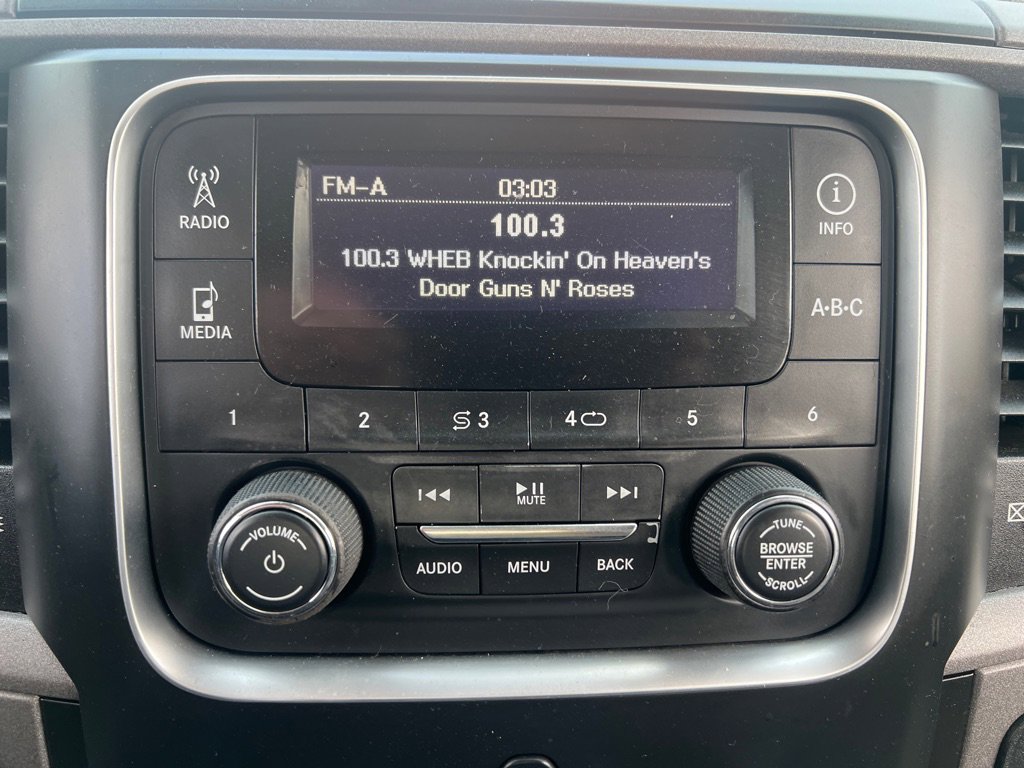 FM-A 03:03
100.3
100.3 WHEB Knockin' On Heaven's
Door Guns N' Roses
RADIO
INFO
MEDIA
A·B·C
1 2 3 4 5 6
MUTE
VOLUME
AUDIO MENU BACK
TUNE
BROWSE
ENTER
SCROLL